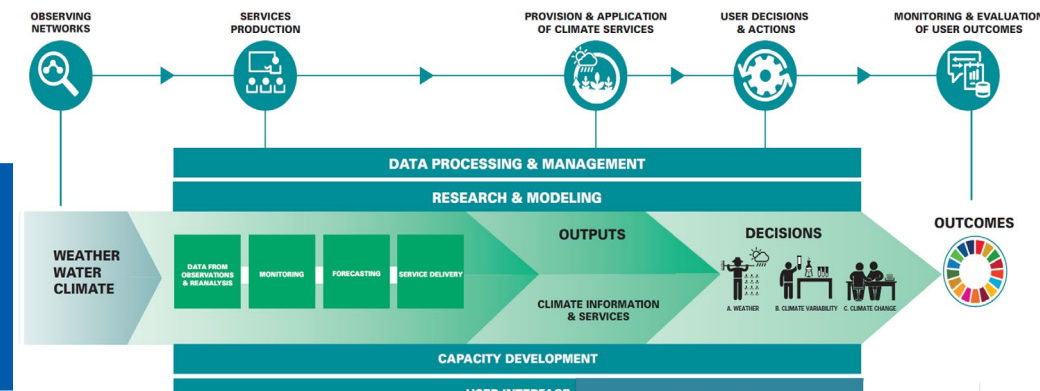 OBSERVING
NETWORKS
SERVICES
PRODUCTION
PROVISION & APPLICATION
OF CLIMATE SERVICES
USER DECISIONS
& ACTIONS
MONITORING & EVALUATION
OF USER OUTCOMES
DATA PROCESSING & MANAGEMENT
RESEARCH & MODELING
WEATHER
WATER
CLIMATE
DATA FROM
OBSERVATIONS
& REANALYSIS
MONITORING
FORECASTING
SERVICE DELIVERY
OUTPUTS
CLIMATE INFORMATION
& SERVICES
DECISIONS
A. WEATHER
B. CLIMATE VARIABILITY
C. CLIMATE CHANGE
OUTCOMES
CAPACITY DEVELOPMENT
USER INTERFACE